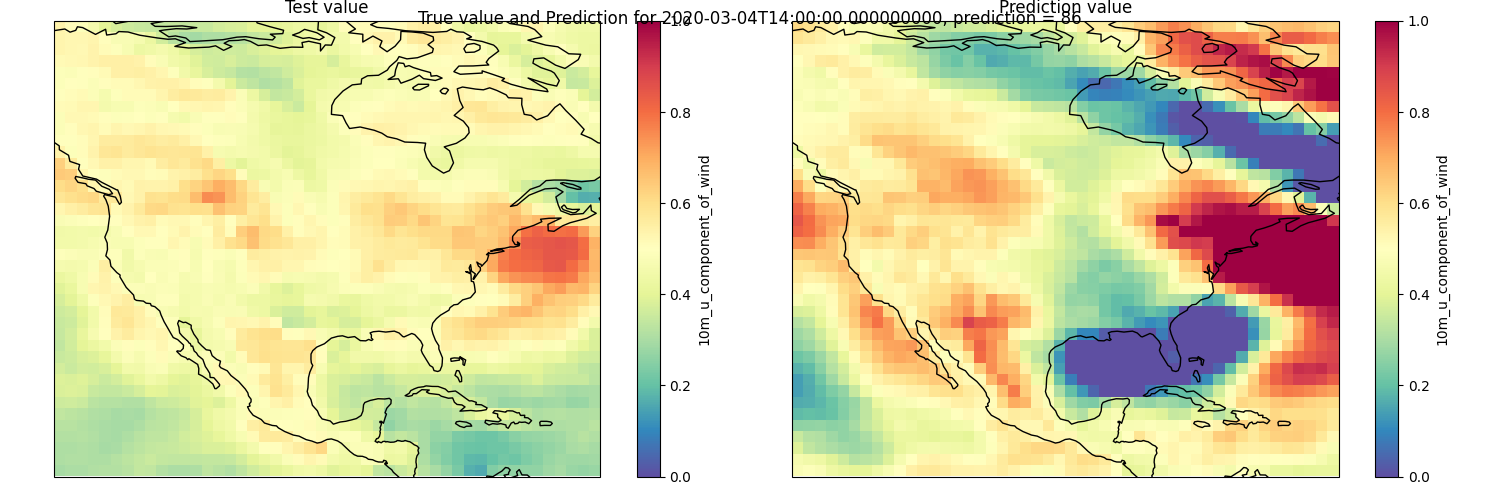 Test value
Prediction value
True value and Prediction for 2020-03-04T14:00:00.000000000, prediction = 86
1.0
0.8
0.6
0.4
0.2
0.0
10m_u_component_of_wind
1.0
0.8
0.6
0.4
0.2
0.0
10m_u_component_of_wind